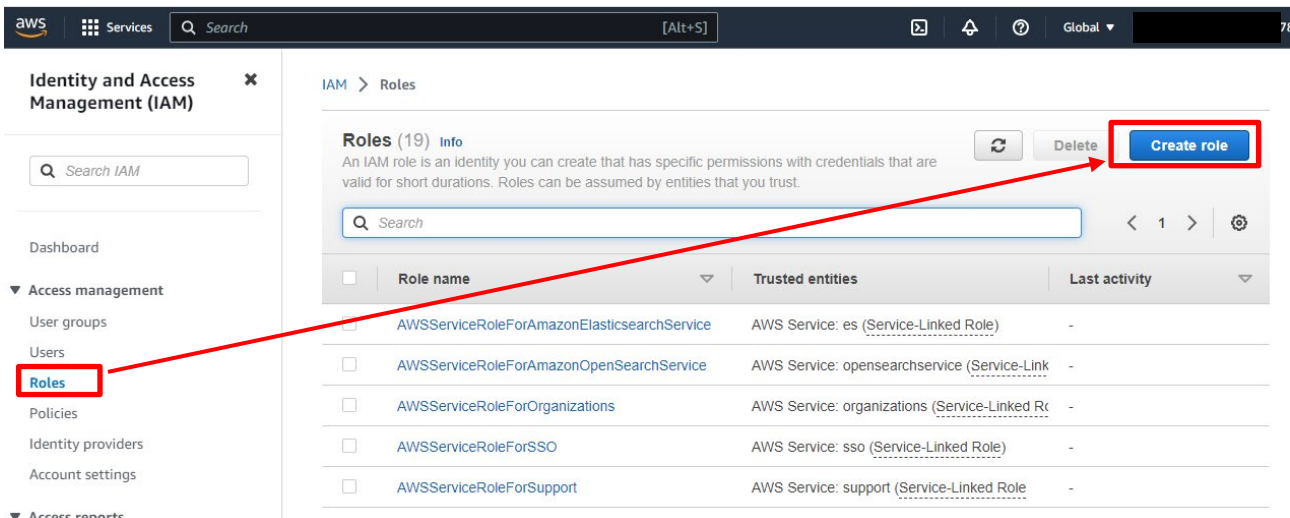 aws
Services
Search [Alt+S]
Global ▼
78
Identity and Access
Management (IAM)
Search IAM
Dashboard
Access management
User groups
Users
Roles
Policies
Identity providers
Account settings
Access reports
IAM > Roles
Roles (19) Info
An IAM role is an identity you can create that has specific permissions with credentials that are
valid for short durations. Roles can be assumed by entities that you trust.
Delete
Create role
Search
< 1 >
Role name Trusted entities Last activity
AWSServiceRoleForAmazonElasticsearchService AWS Service: es (Service-Linked Role) -
AWSServiceRoleForAmazonOpenSearchService AWS Service: opensearchservice (Service-Link -
AWSServiceRoleForOrganizations AWS Service: organizations (Service-Linked Ro -
AWSServiceRoleForSSO AWS Service: sso (Service-Linked Role) -
AWSServiceRoleForSupport AWS Service: support (Service-Linked Role -